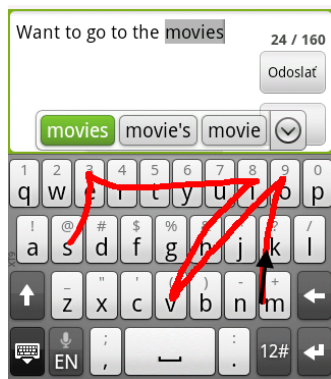 Want to go to the movies
24 / 160
Odoslať
movies movie's movie
1 2 3 4 5 6 7 8 9 0
q w e r t y u i o p
! @ # $ % & * ? /
a s d f g h j k l
_ " ' ( ) - +
z x c v b n m
EN ; , : . 12#